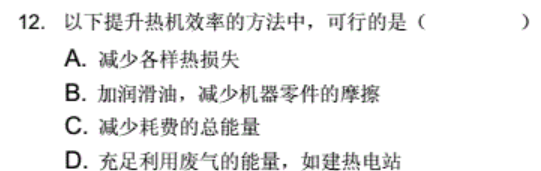 12. 以下提升热机效率的方法中，可行的是（　　　）
A. 减少各样热损失
B. 加润滑油，减少机器零件的摩擦
C. 减少耗费的总能量
D. 充足利用废气的能量，如建热电站